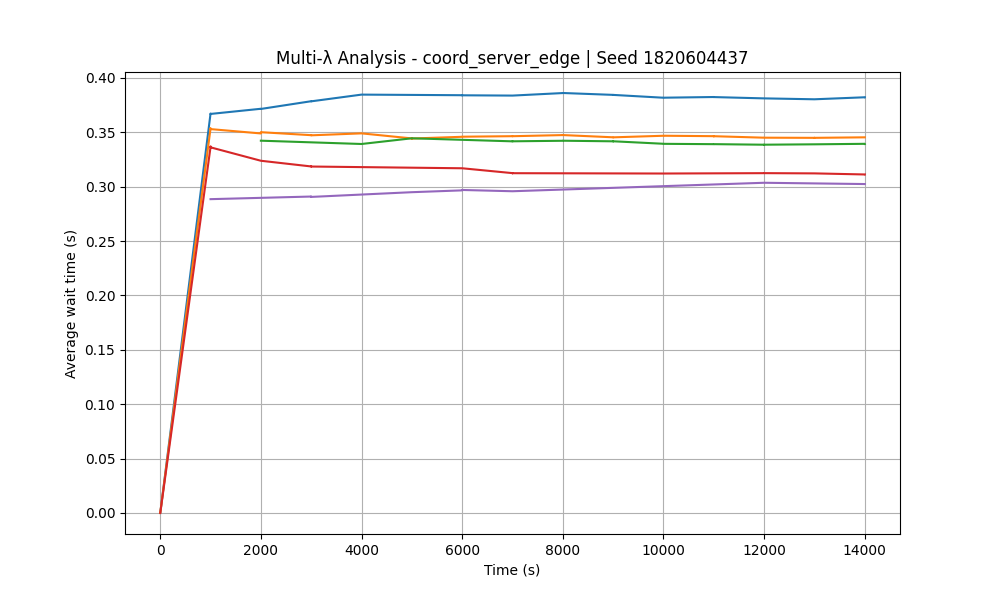 Multi-λ Analysis - coord_server_edge | Seed 1820604437
0.40
0.35
0.30
0.25
0.20
0.15
0.10
0.05
0.00
Average wait time (s)
0 2000 4000 6000 8000 10000 12000 14000
Time (s)